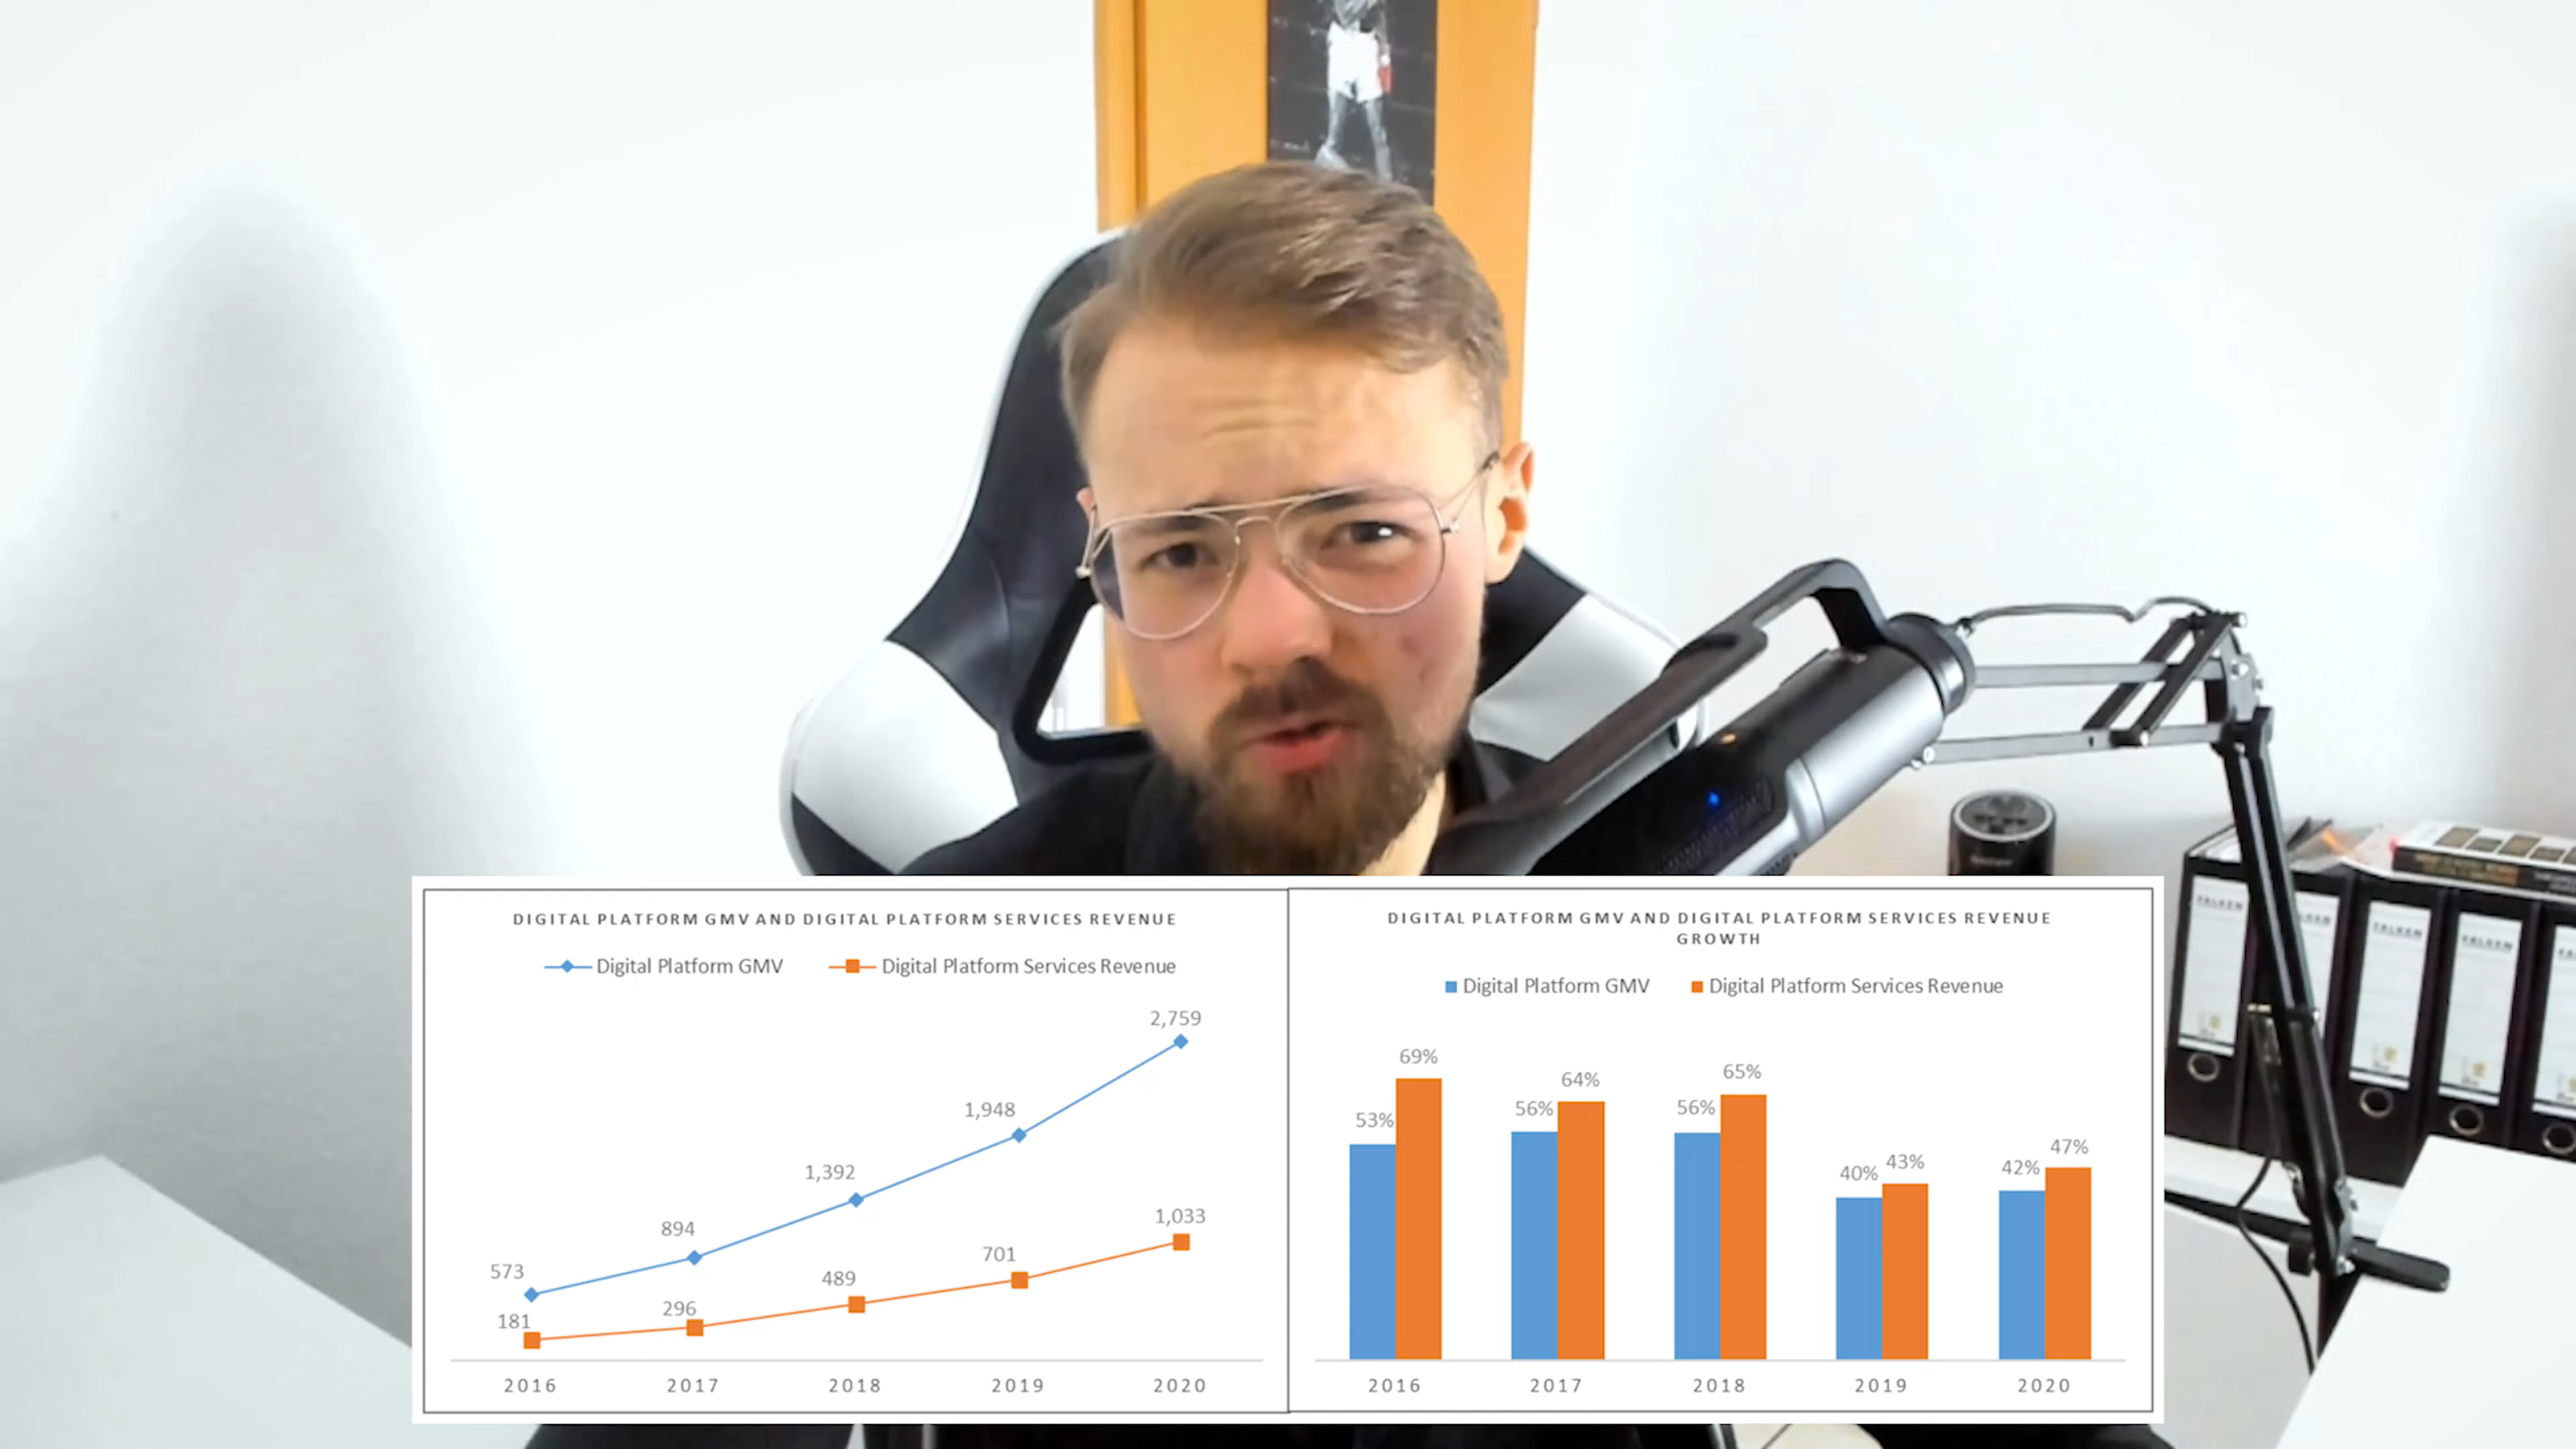 DIGITAL PLATFORM GMV AND DIGITAL PLATFORM SERVICES REVENUE
Digital Platform GMV Digital Platform Services Revenue
2,759
1,948
1,392
1,033
894
701
573
489
296
181
2016 2017 2018 2019 2020
DIGITAL PLATFORM GMV AND DIGITAL PLATFORM SERVICES REVENUE
GROWTH
Digital Platform GMV Digital Platform Services Revenue
53% 69% 56% 64% 56% 65% 40% 43% 42% 47%
2016 2017 2018 2019 2020
FALKEN
FALKEN
FALKEN